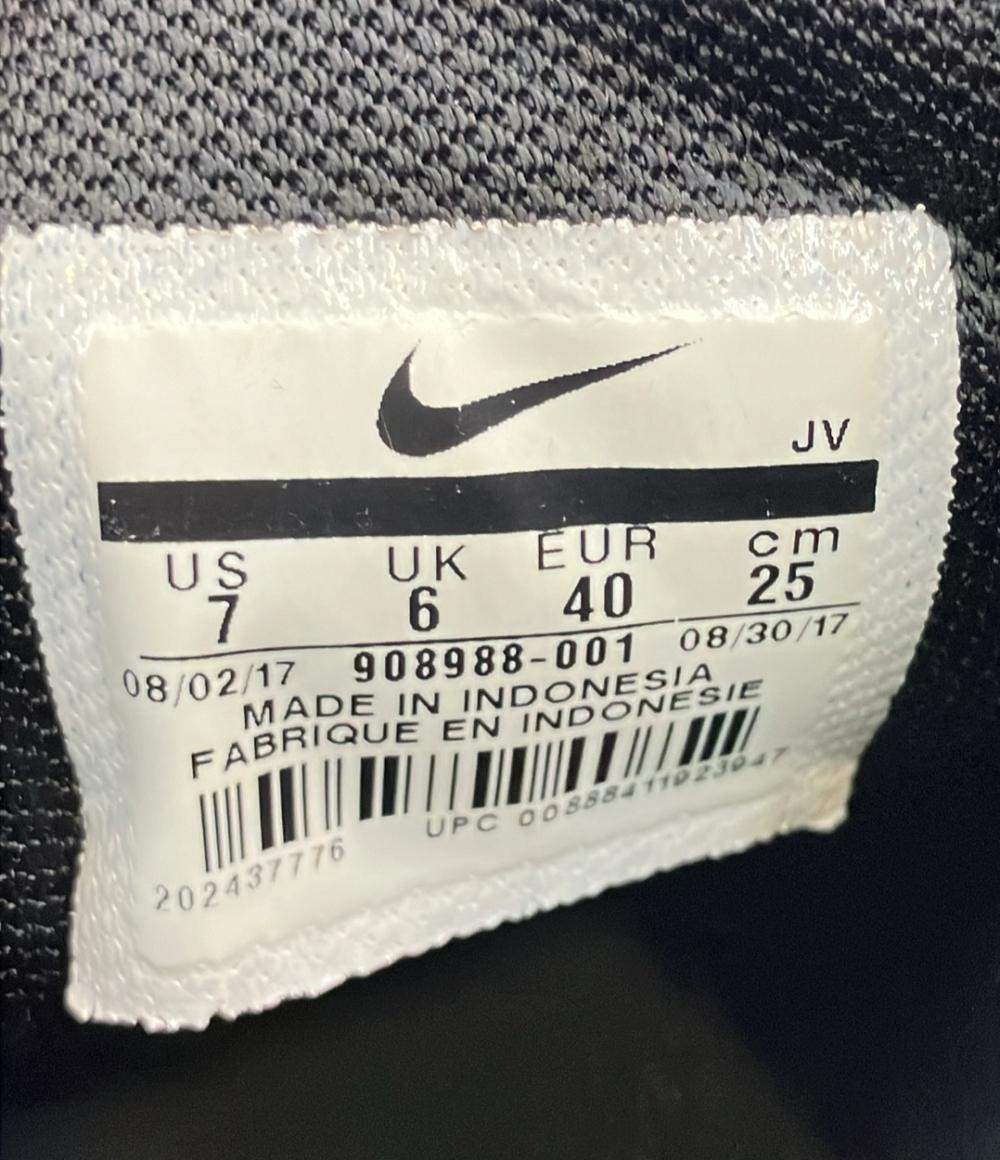 JV
US UK EUR cm
7 6 40 25
08/02/17 908988-001 08/30/17
MADE IN INDONESIA
FABRIQUE EN INDONESIE
UPC 00888411923947
202437776